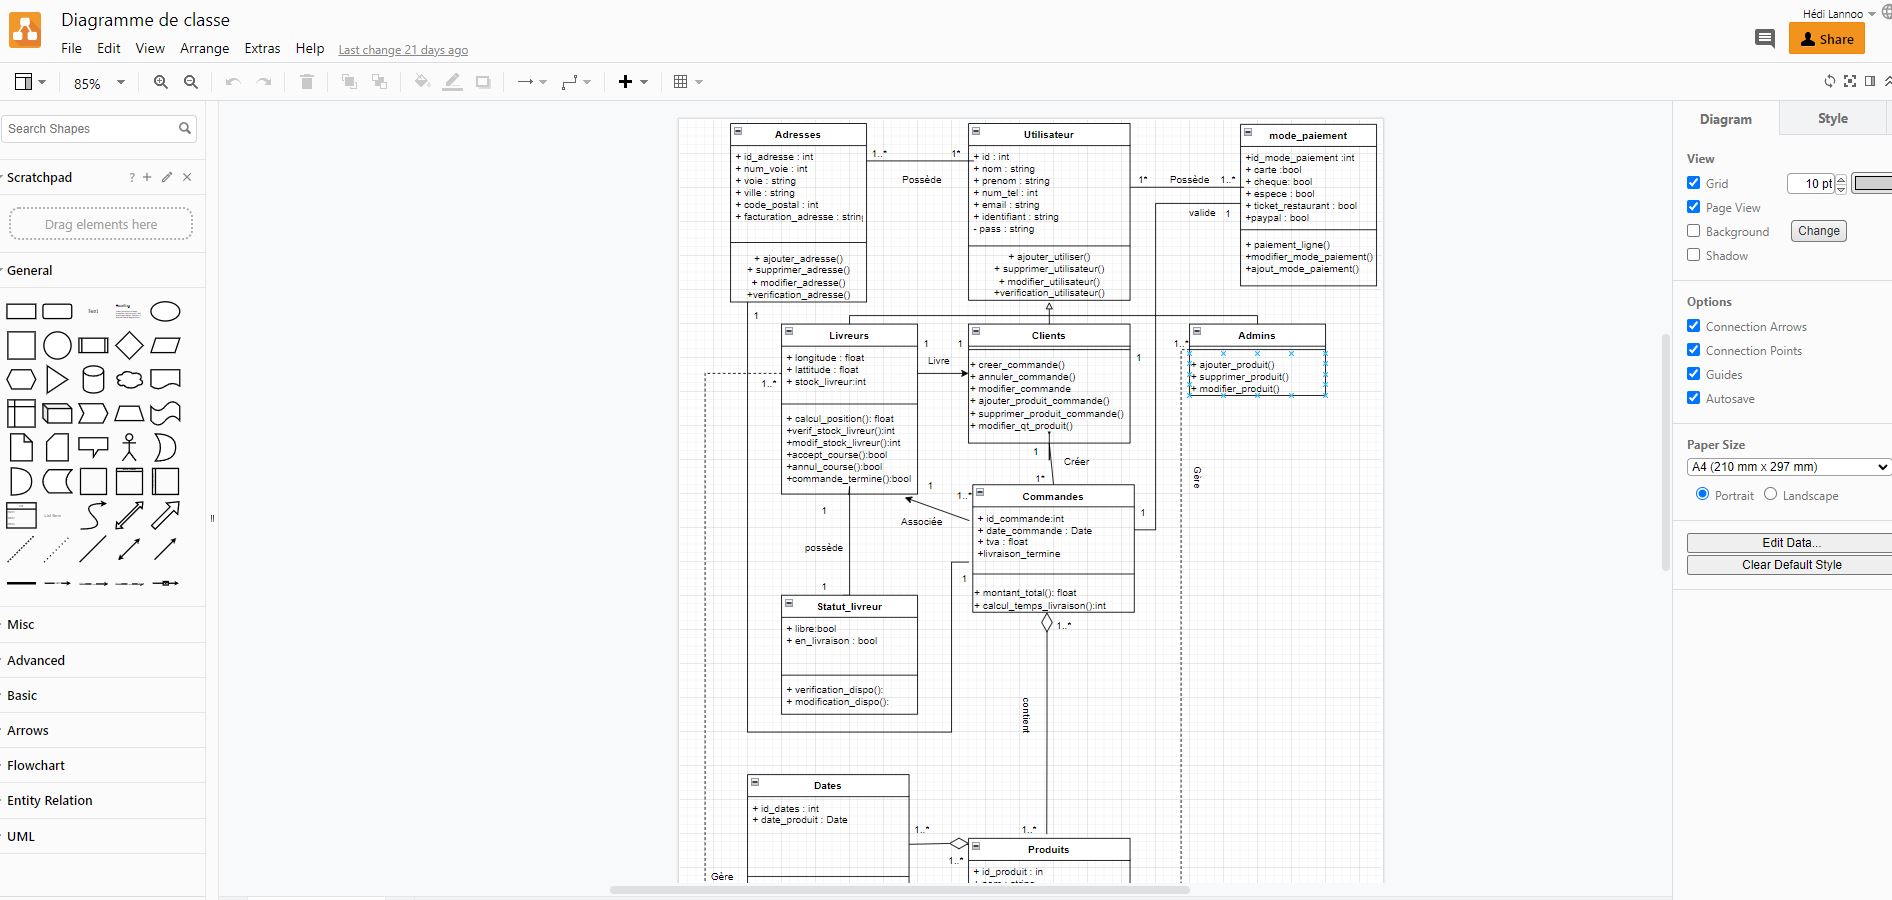 Diagramme de classe
Hédi Lannoo
File Edit View Arrange Extras Help Last change 21 days ago
Share
85%
Search Shapes
Scratchpad
Drag elements here
General
Misc
Advanced
Basic
Arrows
Flowchart
Entity Relation
UML
Adresses
+ id_adresse : int
+ num_voie : int
+ voie : string
+ ville : string
+ code_postal : int
+ facturation_adresse : string
+ ajouter_adresse()
+ supprimer_adresse()
+ modifier_adresse()
+verification_adresse()
1..*
1*
Possède
Utilisateur
+ id : int
+ nom : string
+ prenom : string
+ num_tel : int
+ email : string
+ identifiant : string
- pass : string
+ ajouter_utiliser()
+ supprimer_utilisateur()
+ modifier_utilisateur()
+verification_utilisateur()
1* Possède 1..*
valide 1
mode_paiement
+id_mode_paiement :int
+ carte :bool
+ cheque: bool
+ espece : bool
+ ticket_restaurant : bool
+paypal : bool
+ paiement_ligne()
+modifier_mode_paiement()
+ajout_mode_paiement()
1
Livreurs
+ longitude : float
+ lattitude : float
+ stock_livreur:int
+ calcul_position(): float
+verif_stock_livreur():int
+modif_stock_livreur():int
+accept_course():bool
+annul_course():bool
+commande_termine():bool
1..*
1
1
Livre
Clients
+ creer_commande()
+ annuler_commande()
+ modifier_commande
+ ajouter_produit_commande()
+ supprimer_produit_commande()
+ modifier_qt_produit()
1
1..*
Admins
+ ajouter_produit()
+ supprimer_produit()
+ modifier_produit()
Gère
1
Créer
1*
1
1..*
Associée
Commandes
+ id_commande:int
+ date_commande : Date
+ tva : float
+livraison_termine
+ montant_total(): float
+ calcul_temps_livraison():int
1
1
1..*
1
possède
1
Statut_livreur
+ libre:bool
+ en_livraison : bool
+ verification_dispo():
+ modification_dispo():
contient
Dates
+ id_dates : int
+ date_produit : Date
1..*
1..*
1..*
Produits
+ id_produit : in
Gère
Diagram Style
View
Grid 10 pt
Page View
Background Change
Shadow
Options
Connection Arrows
Connection Points
Guides
Autosave
Paper Size
A4 (210 mm x 297 mm)
Portrait Landscape
Edit Data...
Clear Default Style